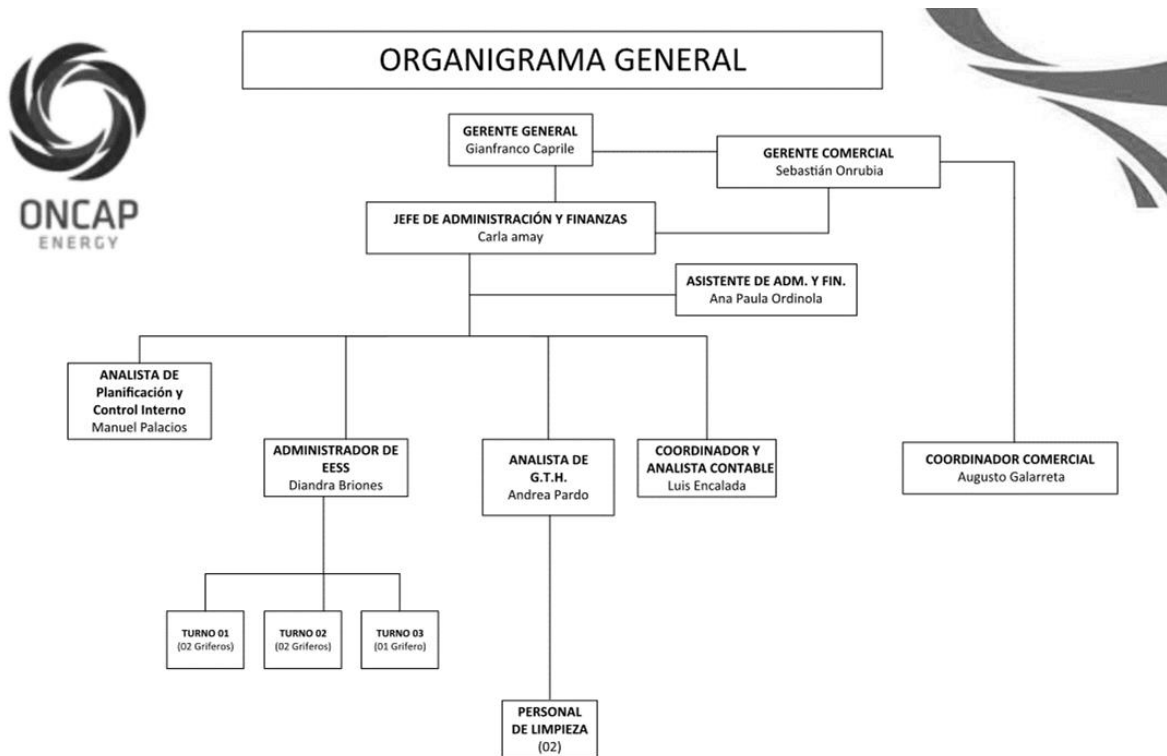 ORGANIGRAMA GENERAL
ONCAP
ENERGY
GERENTE GENERAL
Gianfranco Caprile
GERENTE COMERCIAL
Sebastián Onrubia
JEFE DE ADMINISTRACIÓN Y FINANZAS
Carla amay
ASISTENTE DE ADM. Y FIN.
Ana Paula Ordinola
ANALISTA DE
Planificación y
Control Interno
Manuel Palacios
ADMINISTRADOR DE
EESS
Diandra Briones
ANALISTA DE
G.T.H.
Andrea Pardo
COORDINADOR Y
ANALISTA CONTABLE
Luis Encalada
COORDINADOR COMERCIAL
Augusto Galarreta
TURNO 01
(02 Griferos)
TURNO 02
(02 Griferos)
TURNO 03
(01 Grifero)
PERSONAL
DE LIMPIEZA
(02)